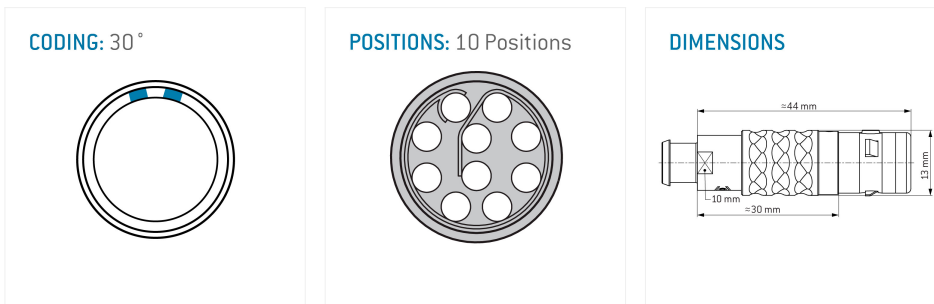 CODING: 30°
POSITIONS: 10 Positions
DIMENSIONS
≈44 mm
13 mm
10 mm
≈30 mm